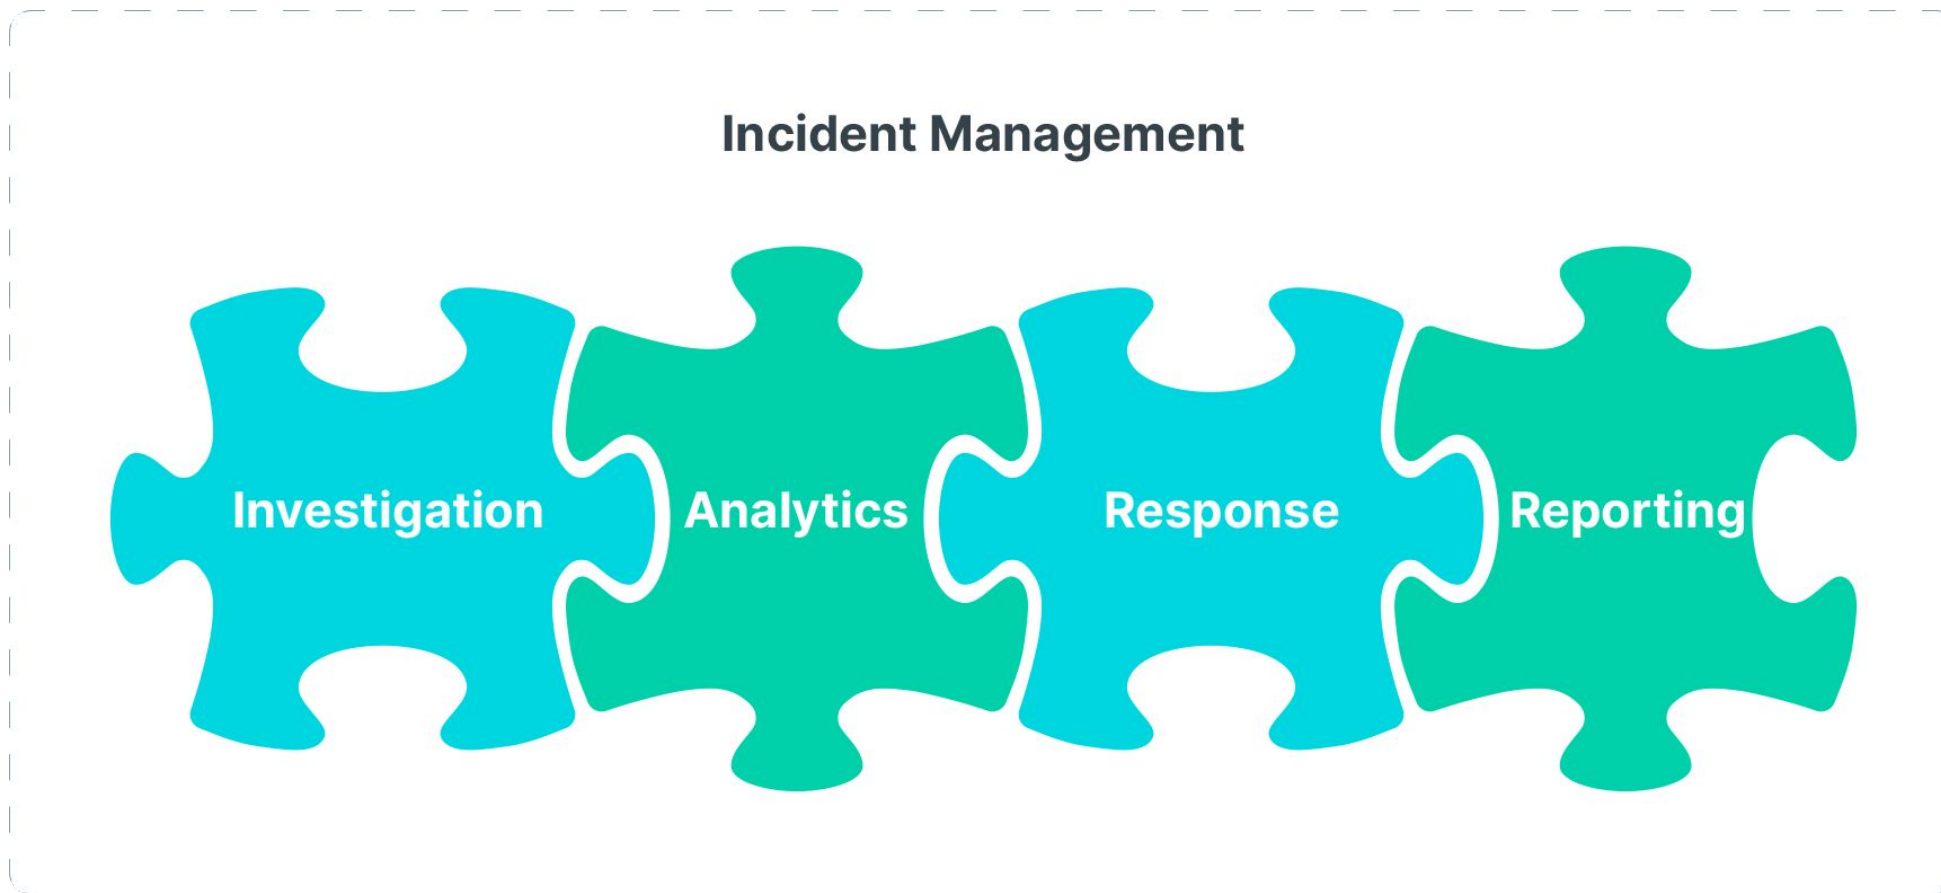 Incident Management
Investigation
Analytics
Response
Reporting